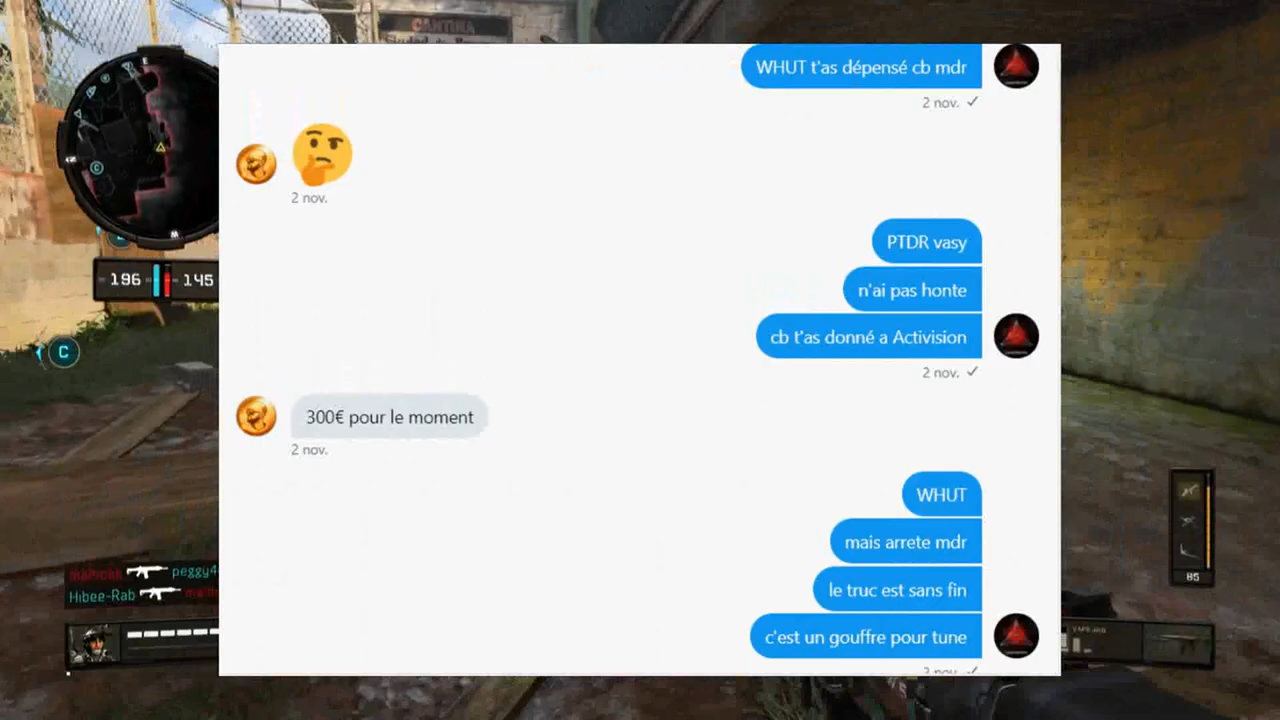 CANTINA
WHUT t'as dépensé cb mdr
2 nov. ✓
2 nov.
PTDR vasy
n'ai pas honte
cb t'as donné a Activision
2 nov. ✓
300€ pour le moment
2 nov.
WHUT
mais arrete mdr
le truc est sans fin
c'est un gouffre pour tune
2 nov. ✓
E
196 145
C
C
peggy4
Hibee-Rab
85